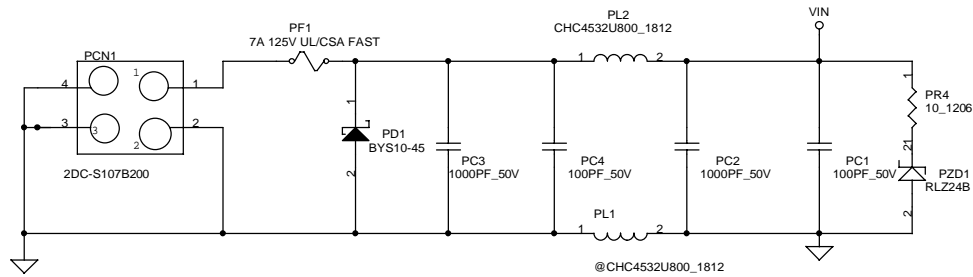 VIN
PF1
7A 125V UL/CSA FAST
PL2
CHC4532U800_1812
PCN1
1
2
4
1
1
1
3
3
2
2
PR4
10_1206
1
PD1
BYS10-45
2
PC3
1000PF_50V
PC4
100PF_50V
PC2
1000PF_50V
PC1
100PF_50V
21
PZD1
RLZ24B
2
2DC-S107B200
PL1
1
2
@CHC4532U800_1812